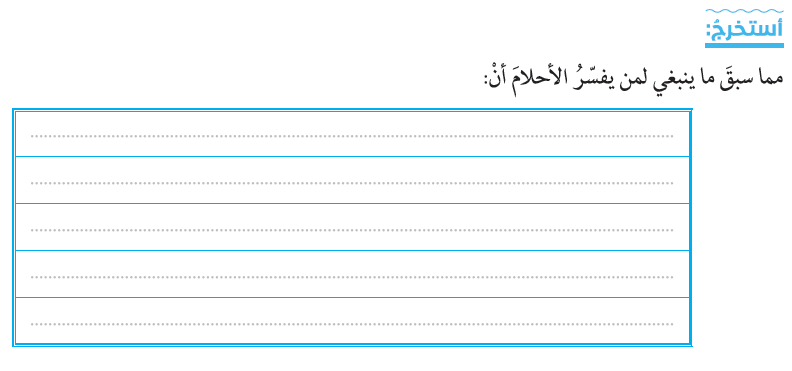 أستخرجُ:
مما سبقَ ما ينبغي لمن يفسّرُ الأحلامَ أنْ: